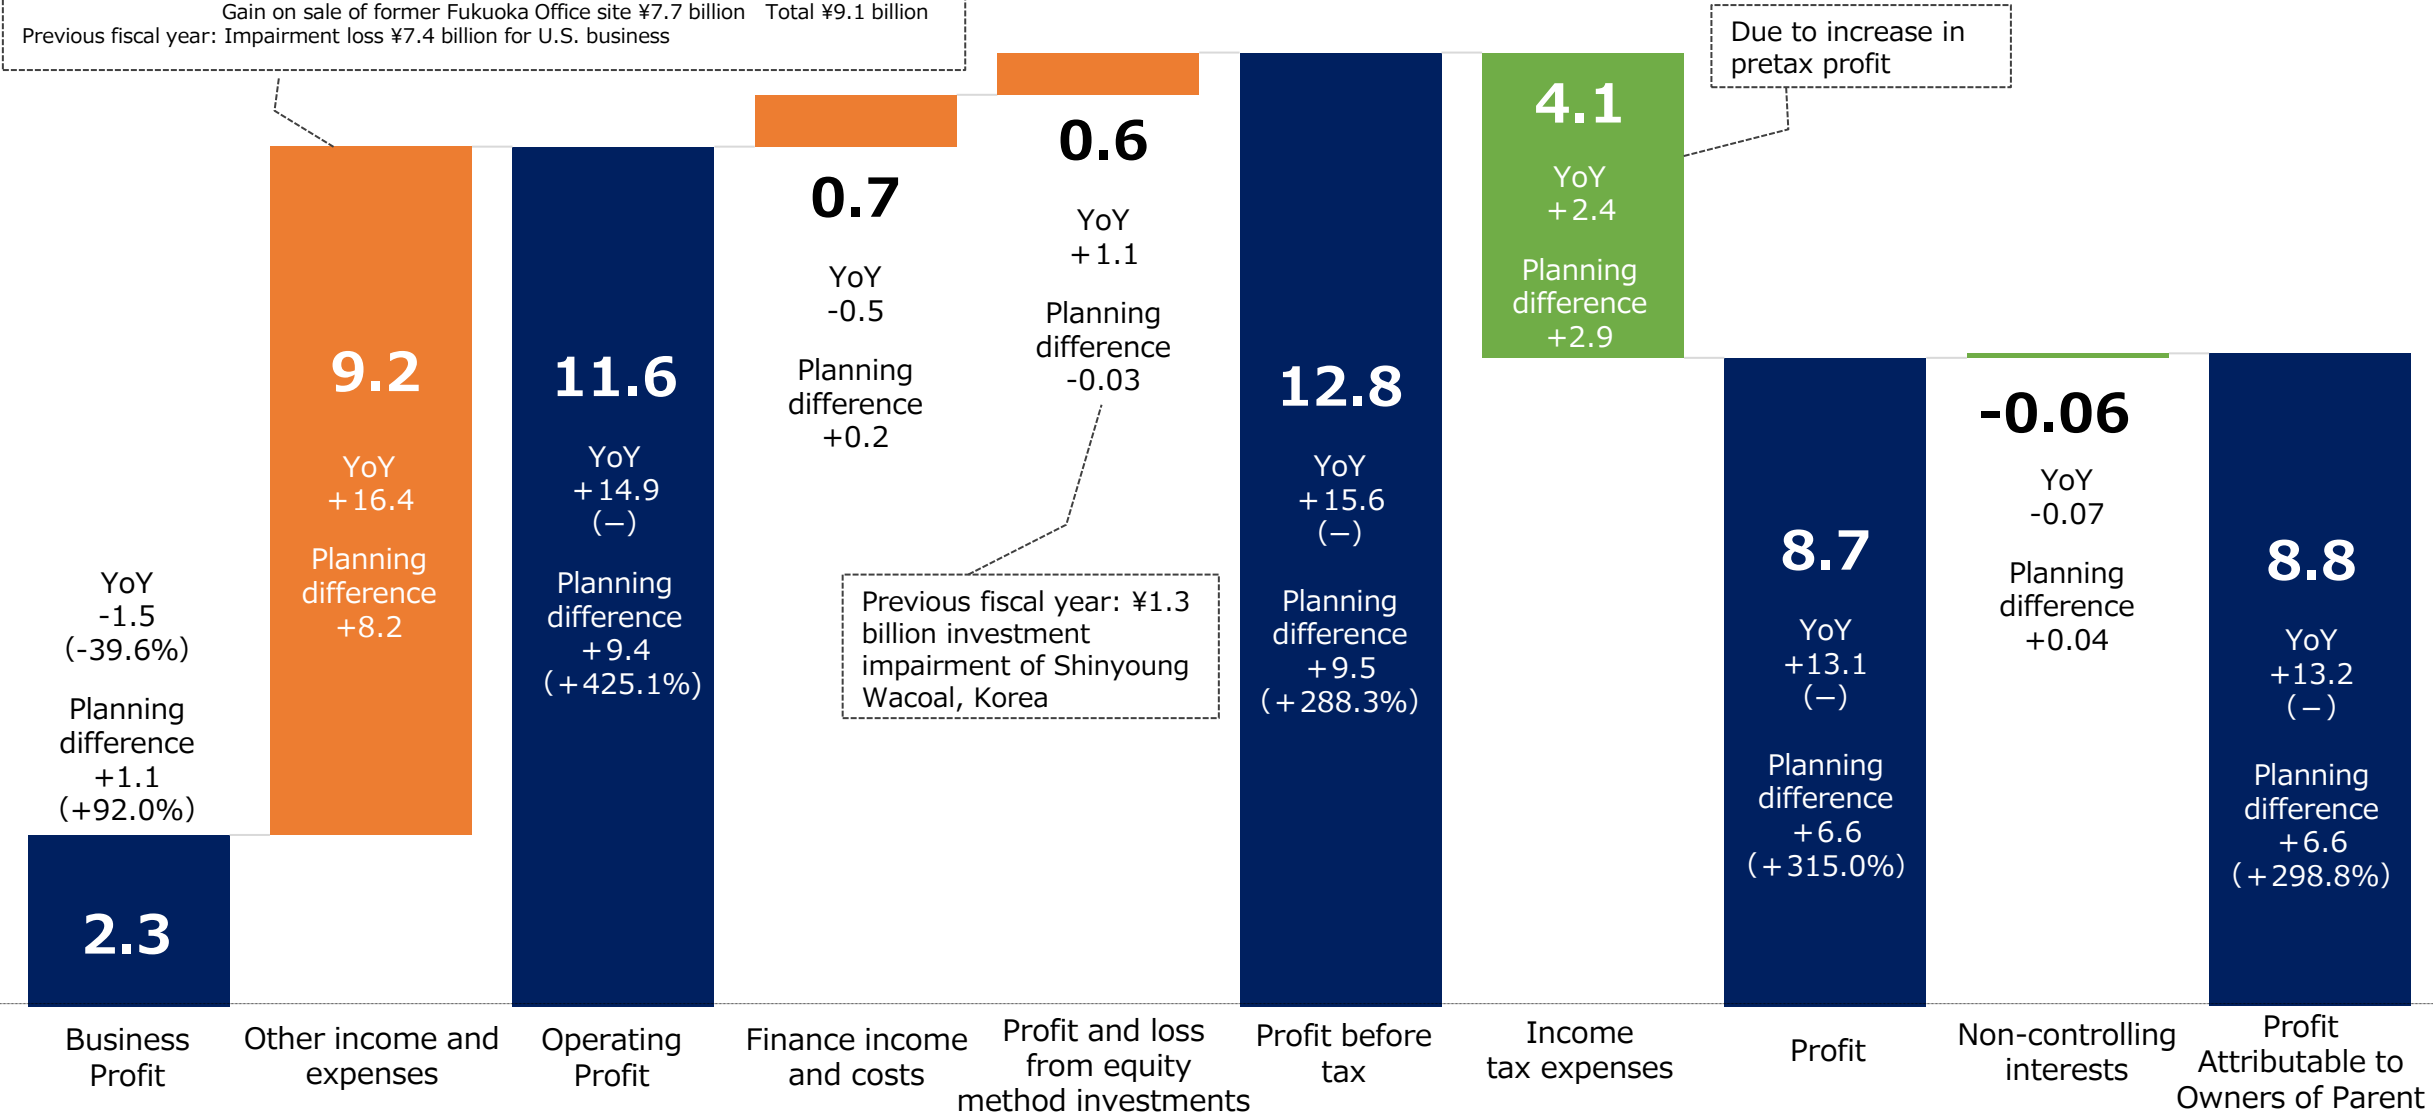 Gain on sale of former Fukuoka Office site ¥7.7 billion   Total ¥9.1 billion
Previous fiscal year: Impairment loss ¥7.4 billion for U.S. business
YoY
-1.5
(-39.6%)
Planning
difference
+1.1
(+92.0%)
2.3
9.2
YoY
+16.4
Planning
difference
+8.2
11.6
YoY
+14.9
(−)
Planning
difference
+9.4
(+425.1%)
0.7
YoY
-0.5
Planning
difference
+0.2
0.6
YoY
+1.1
Planning
difference
-0.03
Previous fiscal year: ¥1.3
billion investment
impairment of Shinyoung
Wacoal, Korea
12.8
YoY
+15.6
(−)
Planning
difference
+9.5
(+288.3%)
4.1
YoY
+2.4
Planning
difference
+2.9
Due to increase in
pretax profit
8.7
YoY
+13.1
(−)
Planning
difference
+6.6
(+315.0%)
-0.06
YoY
-0.07
Planning
difference
+0.04
8.8
YoY
+13.2
(−)
Planning
difference
+6.6
(+298.8%)
Business
Profit
Other income and
expenses
Operating
Profit
Finance income
and costs
Profit and loss
from equity
method investments
Profit before
tax
Income
tax expenses
Profit
Non-controlling
interests
Profit
Attributable to
Owners of Parent